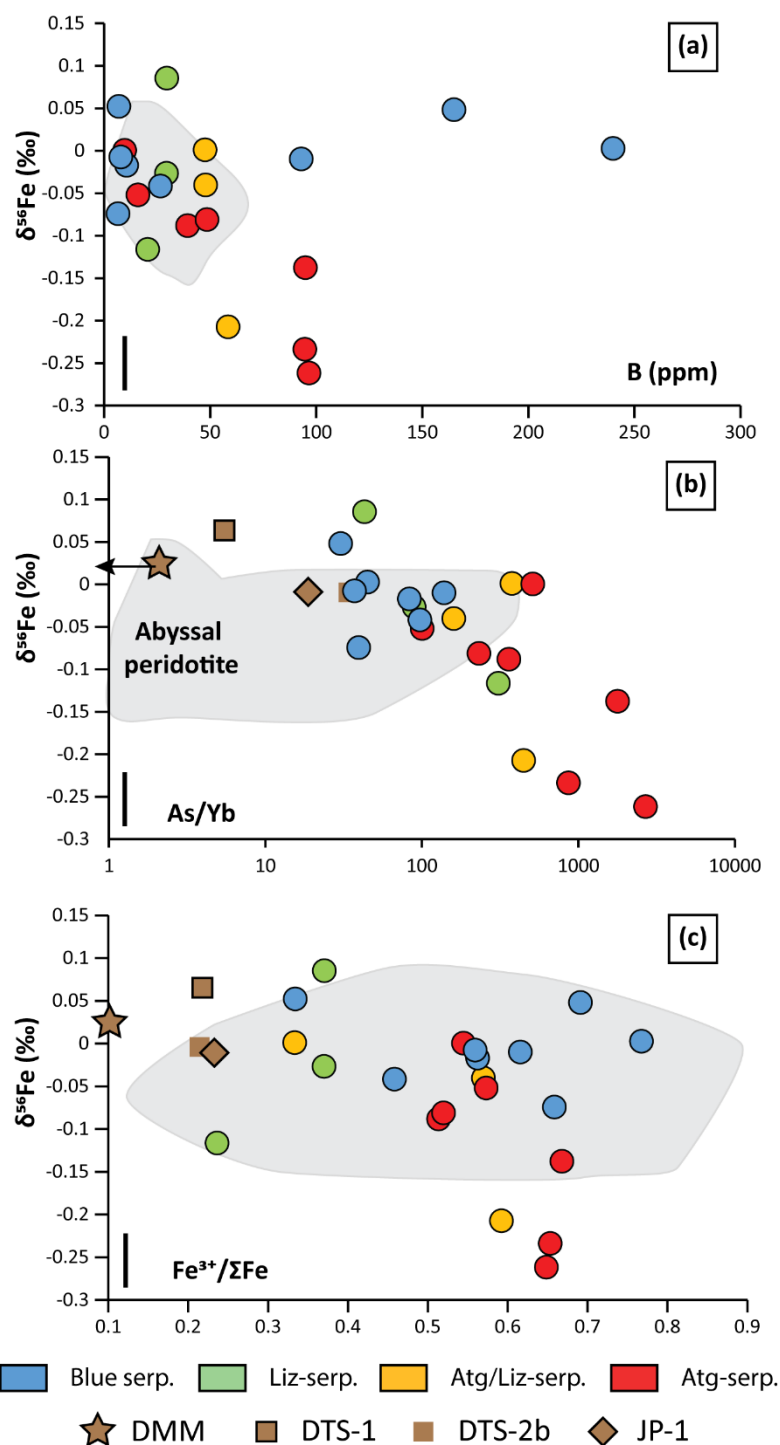 (a)
0.1
0.05
0
-0.05
-0.1
-0.15
-0.2
-0.25
-0.3
0.15
δ⁵⁶Fe (‰)
B (ppm)
0 50 100 150 200 250 300
(b)
0.15
0.1
0.05
0
-0.05
-0.1
-0.15
-0.2
-0.25
-0.3
δ⁵⁶Fe (‰)
Abyssal
peridotite
As/Yb
1 10 100 1000 10000
(c)
0.15
0.1
0.05
0
-0.05
-0.1
-0.15
-0.2
-0.25
-0.3
δ⁵⁶Fe (‰)
Fe³⁺/ΣFe
0.1 0.2 0.3 0.4 0.5 0.6 0.7 0.8 0.9
Blue serp. Liz-serp. Atg/Liz-serp. Atg-serp.
DMM DTS-1 DTS-2b JP-1